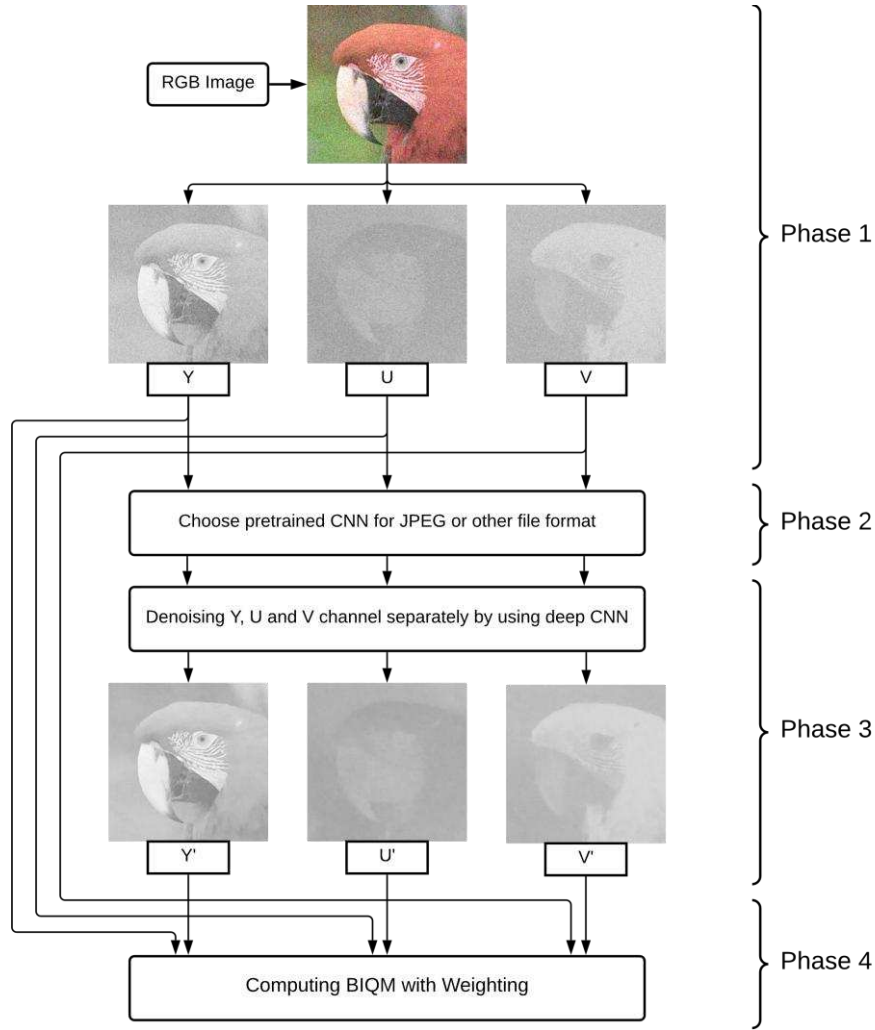 RGB Image
Phase 1
Y
U
V
Choose pretrained CNN for JPEG or other file format
Phase 2
Denoising Y, U and V channel separately by using deep CNN
Phase 3
Y'
U'
V'
Computing BIQM with Weighting
Phase 4